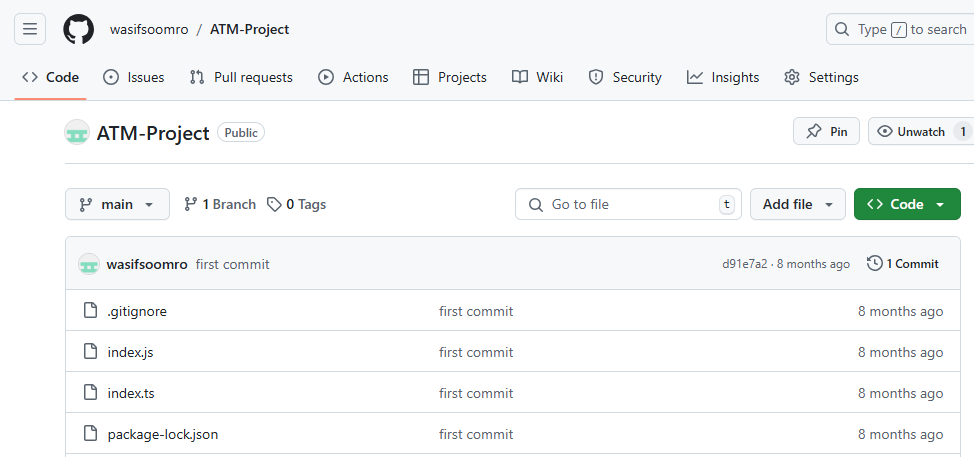 wasifsoomro / ATM-Project
Type / to search
Code Issues Pull requests Actions Projects Wiki Security Insights Settings
ATM-Project Public Pin Unwatch 1
main 1 Branch 0 Tags Go to file t Add file Code
wasifsoomro first commit d91e7a2 · 8 months ago 1 Commit
.gitignore first commit 8 months ago
index.js first commit 8 months ago
index.ts first commit 8 months ago
package-lock.json first commit 8 months ago